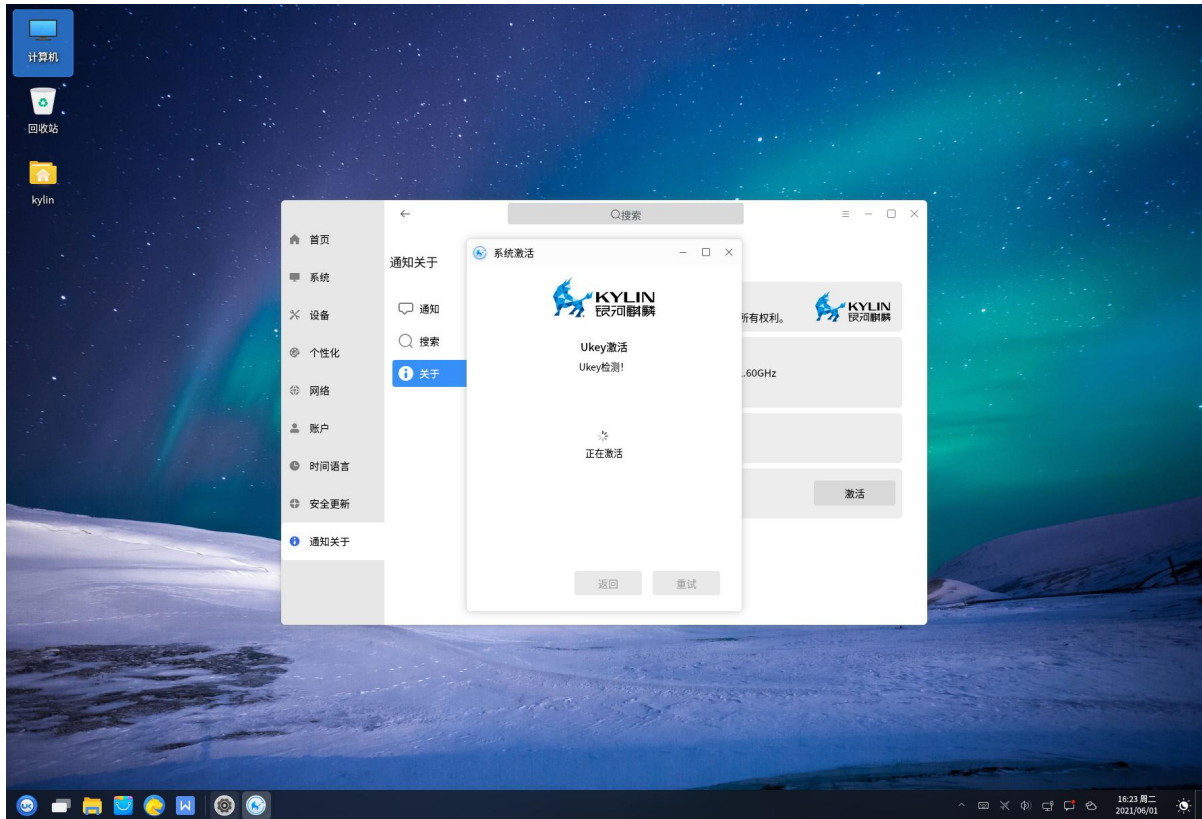 计算机
回收站
kylin
搜索
首页
系统
设备
个性化
网络
账户
时间语言
安全更新
通知关于
通知关于
通知
搜索
关于
系统激活
KYLIN
银河麒麟
Ukey激活
Ukey检测!
正在激活
返回
重试
所有权利。
KYLIN
银河麒麟
.60GHz
激活
UK
W
16:23 周二
2021/06/01